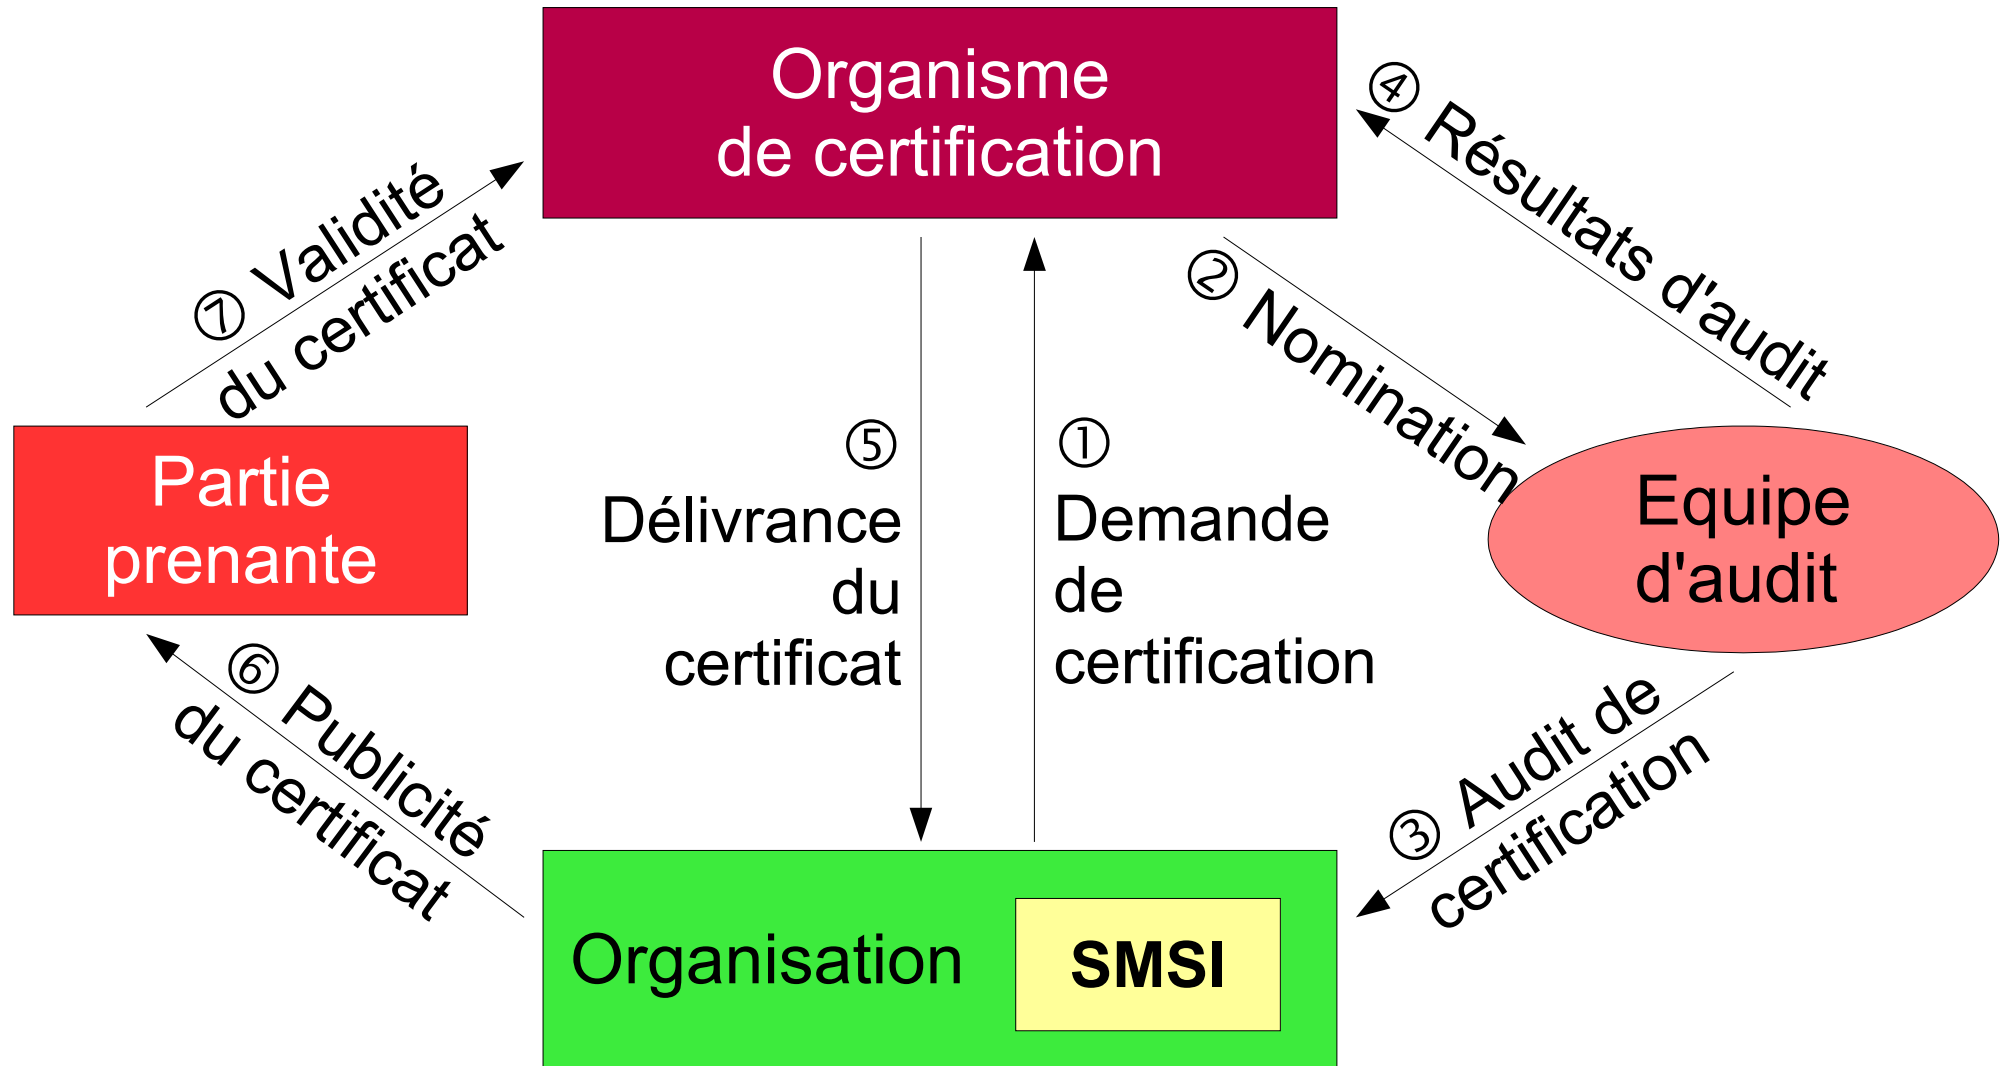 Organisme
de certification
④ Résultats d'audit
⑦ Validité
du certificat
② Nomination
⑤
Délivrance
du
certificat
①
Demande
de
certification
Partie
prenante
Equipe
d'audit
⑥ Publicité
du certificat
③ Audit de
certification
Organisation
SMSI